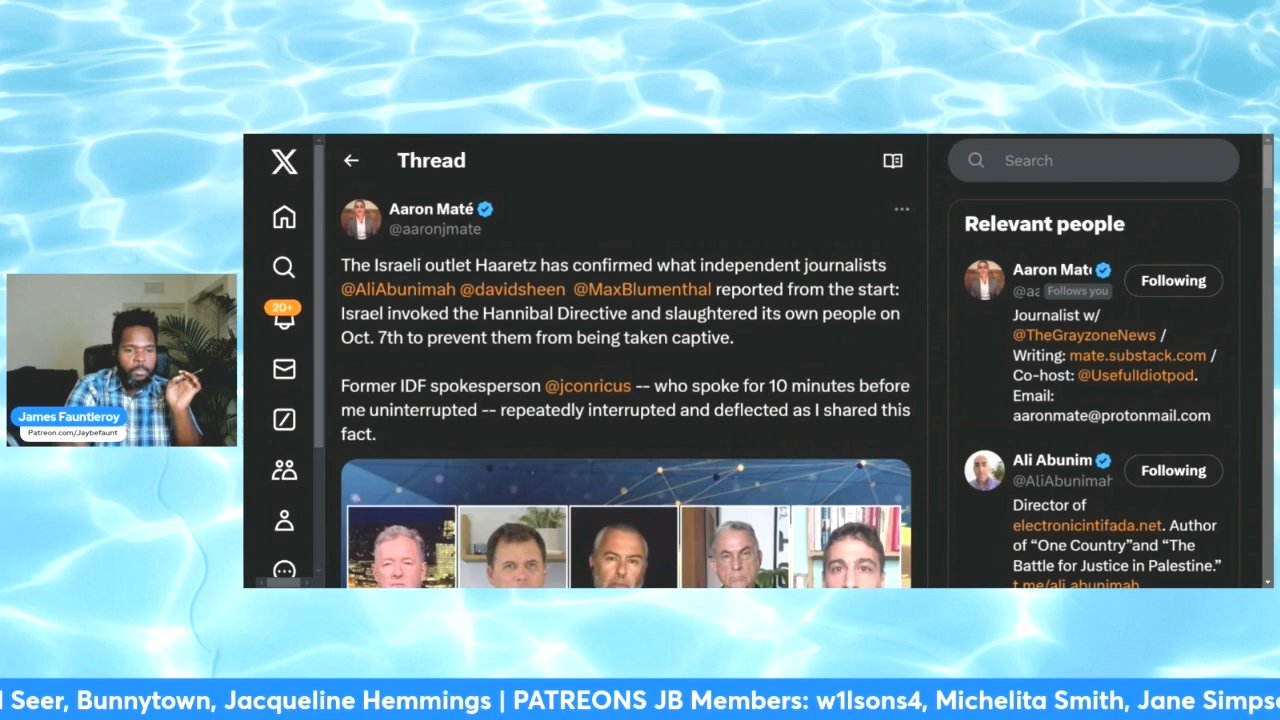 Thread
Search
Aaron Maté
@aaronjmate
The Israeli outlet Haaretz has confirmed what independent journalists
@AliAbunimah @davidsheen @MaxBlumenthal reported from the start:
Israel invoked the Hannibal Directive and slaughtered its own people on
Oct. 7th to prevent them from being taken captive.
Former IDF spokesperson @jconricus -- who spoke for 10 minutes before
me uninterrupted -- repeatedly interrupted and deflected as I shared this
fact.
20+
Relevant people
Aaron Maté
@aa Follows you
Following
Journalist w/
@TheGrayzoneNews /
Writing: mate.substack.com /
Co-host: @UsefulIdiotpod.
Email:
aaronmate@protonmail.com
Ali Abunim
@AliAbunimah
Following
Director of
electronicintifada.net. Author
of “One Country”and “The
Battle for Justice in Palestine.”
t.me/ali_abunimah
James Fauntleroy
Patreon.com/Jaybefaunt
l Seer, Bunnytown, Jacqueline Hemmings | PATREONS JB Members: w1lsons4, Michelita Smith, Jane Simps